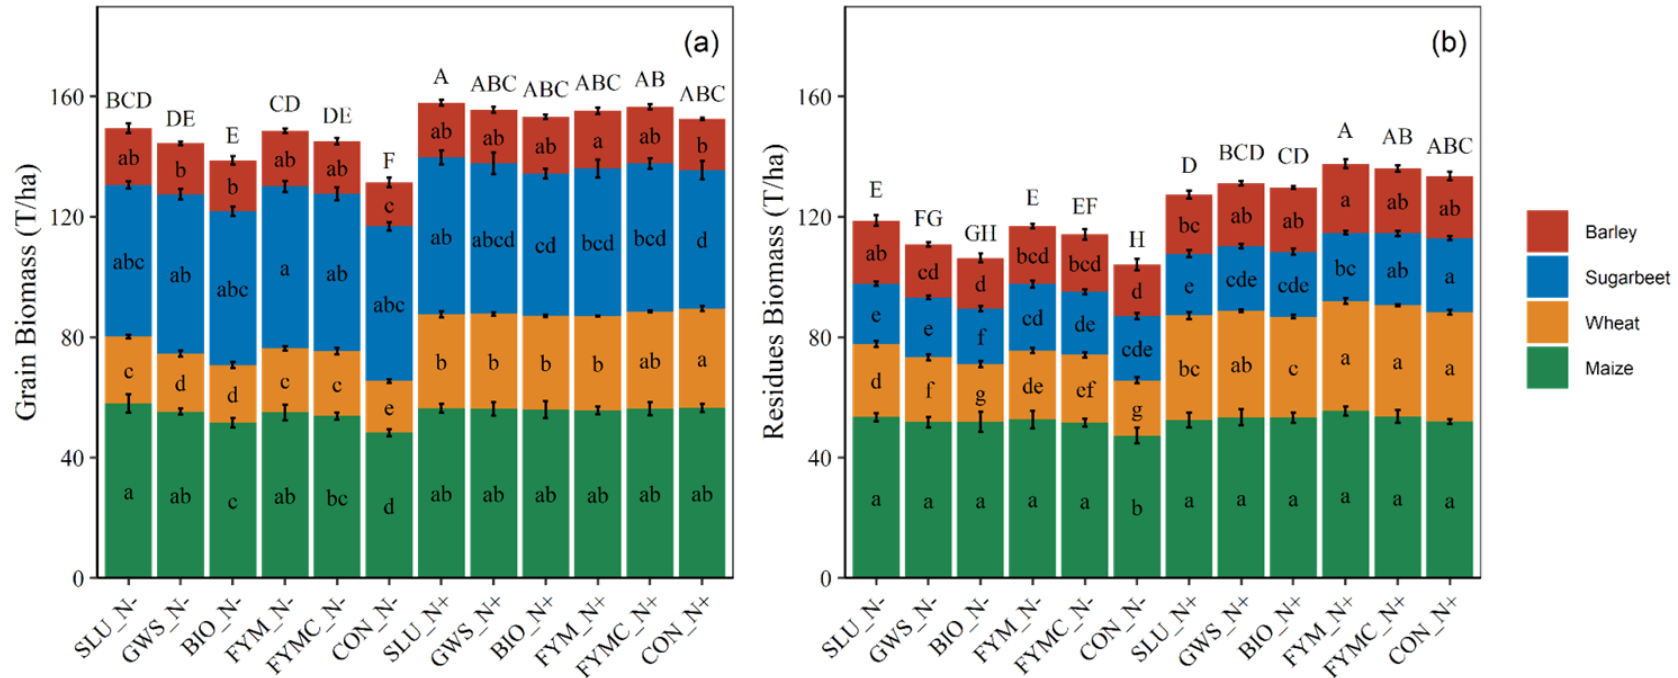 (a)
Grain Biomass (T/ha)
160
120
80
40
0
BCD DE E CD DE F A ABC ABC ABC AB ABC
ab b b ab ab c ab ab ab a ab b
abc ab abc a ab abc ab abcd cd bcd bcd d
c d d c c e b b b b ab a
a ab c ab bc d ab ab ab ab ab ab
SLU_N- GWS_N- BIO_N- FYM_N- FYMC_N- CON_N- SLU_N+ GWS_N+ BIO_N+ FYM_N+ FYMC_N+ CON_N+
(b)
Residues Biomass (T/ha)
160
120
80
40
0
E FG GH E EF H D BCD CD A AB ABC
ab cd d bcd bcd d bc ab ab a ab ab
e e f cd de cde e cde cde bc ab a
d f g de ef g bc ab c a a a
a a a a a b a a a a a a
SLU_N- GWS_N- BIO_N- FYM_N- FYMC_N- CON_N- SLU_N+ GWS_N+ BIO_N+ FYM_N+ FYMC_N+ CON_N+
Barley
Sugarbeet
Wheat
Maize